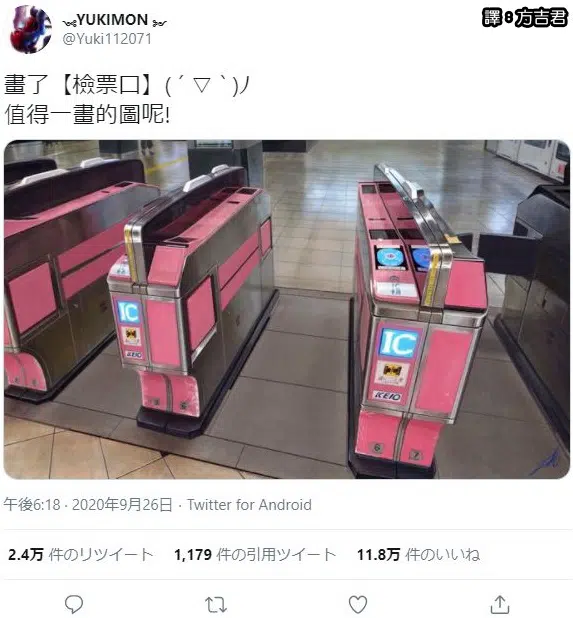 YUKIMON
@Yuki112071
譯:方吉君
畫了【檢票口】(´▽`)ﾉ
值得一畫的圖呢!
IC
KEIO
IC
KEIO
6
7
午後6:18 · 2020年9月26日 · Twitter for Android
2.4万 件のリツイート 1,179 件の引用ツイート 11.8万 件のいいね